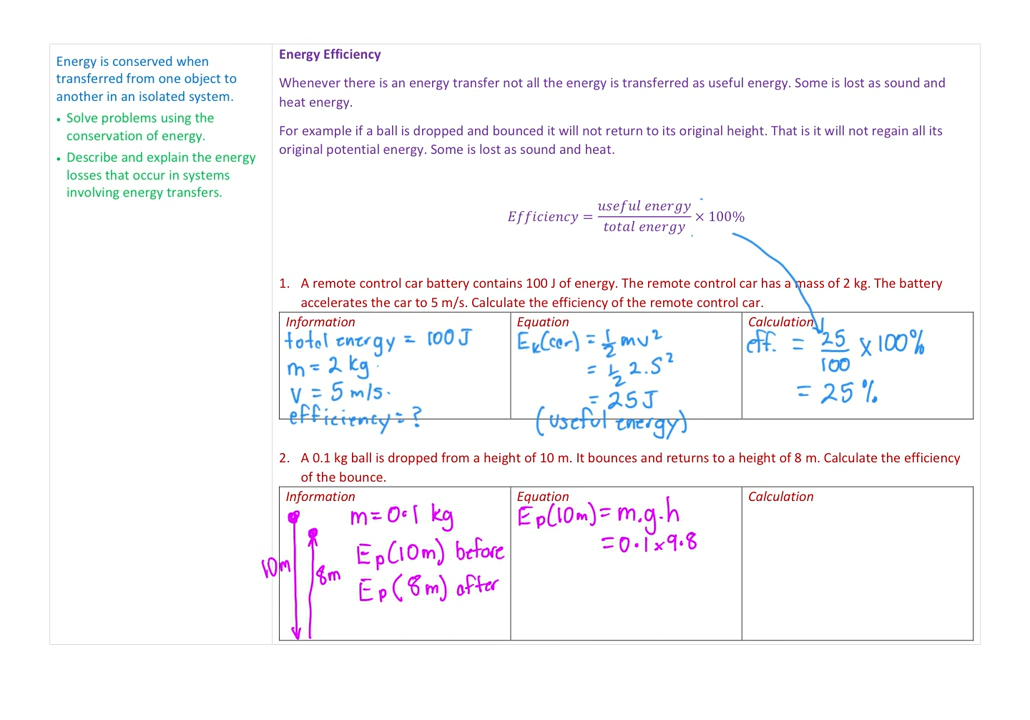 Energy is conserved when
transferred from one object to
another in an isolated system.
• Solve problems using the
conservation of energy.
• Describe and explain the energy
losses that occur in systems
involving energy transfers.
Energy Efficiency
Whenever there is an energy transfer not all the energy is transferred as useful energy. Some is lost as sound and
heat energy.
For example if a ball is dropped and bounced it will not return to its original height. That is it will not regain all its
original potential energy. Some is lost as sound and heat.
Efficiency = useful energy / total energy × 100%
1. A remote control car battery contains 100 J of energy. The remote control car has a mass of 2 kg. The battery
accelerates the car to 5 m/s. Calculate the efficiency of the remote control car.
Information
total energy = 100J
m = 2 kg.
v = 5 m/s.
efficiency = ?
Equation
Ek(car) = 1/2 mv²
= 1/2 2.5²
= 25J
(useful energy)
Calculation
eff. = 25/100 × 100%
= 25%
2. A 0.1 kg ball is dropped from a height of 10 m. It bounces and returns to a height of 8 m. Calculate the efficiency
of the bounce.
Information
m = 0.1 kg
Ep(10m) before
10m
8m
Ep(8m) after
Equation
Ep(10m) = m.g.h
= 0.1×9.8
Calculation